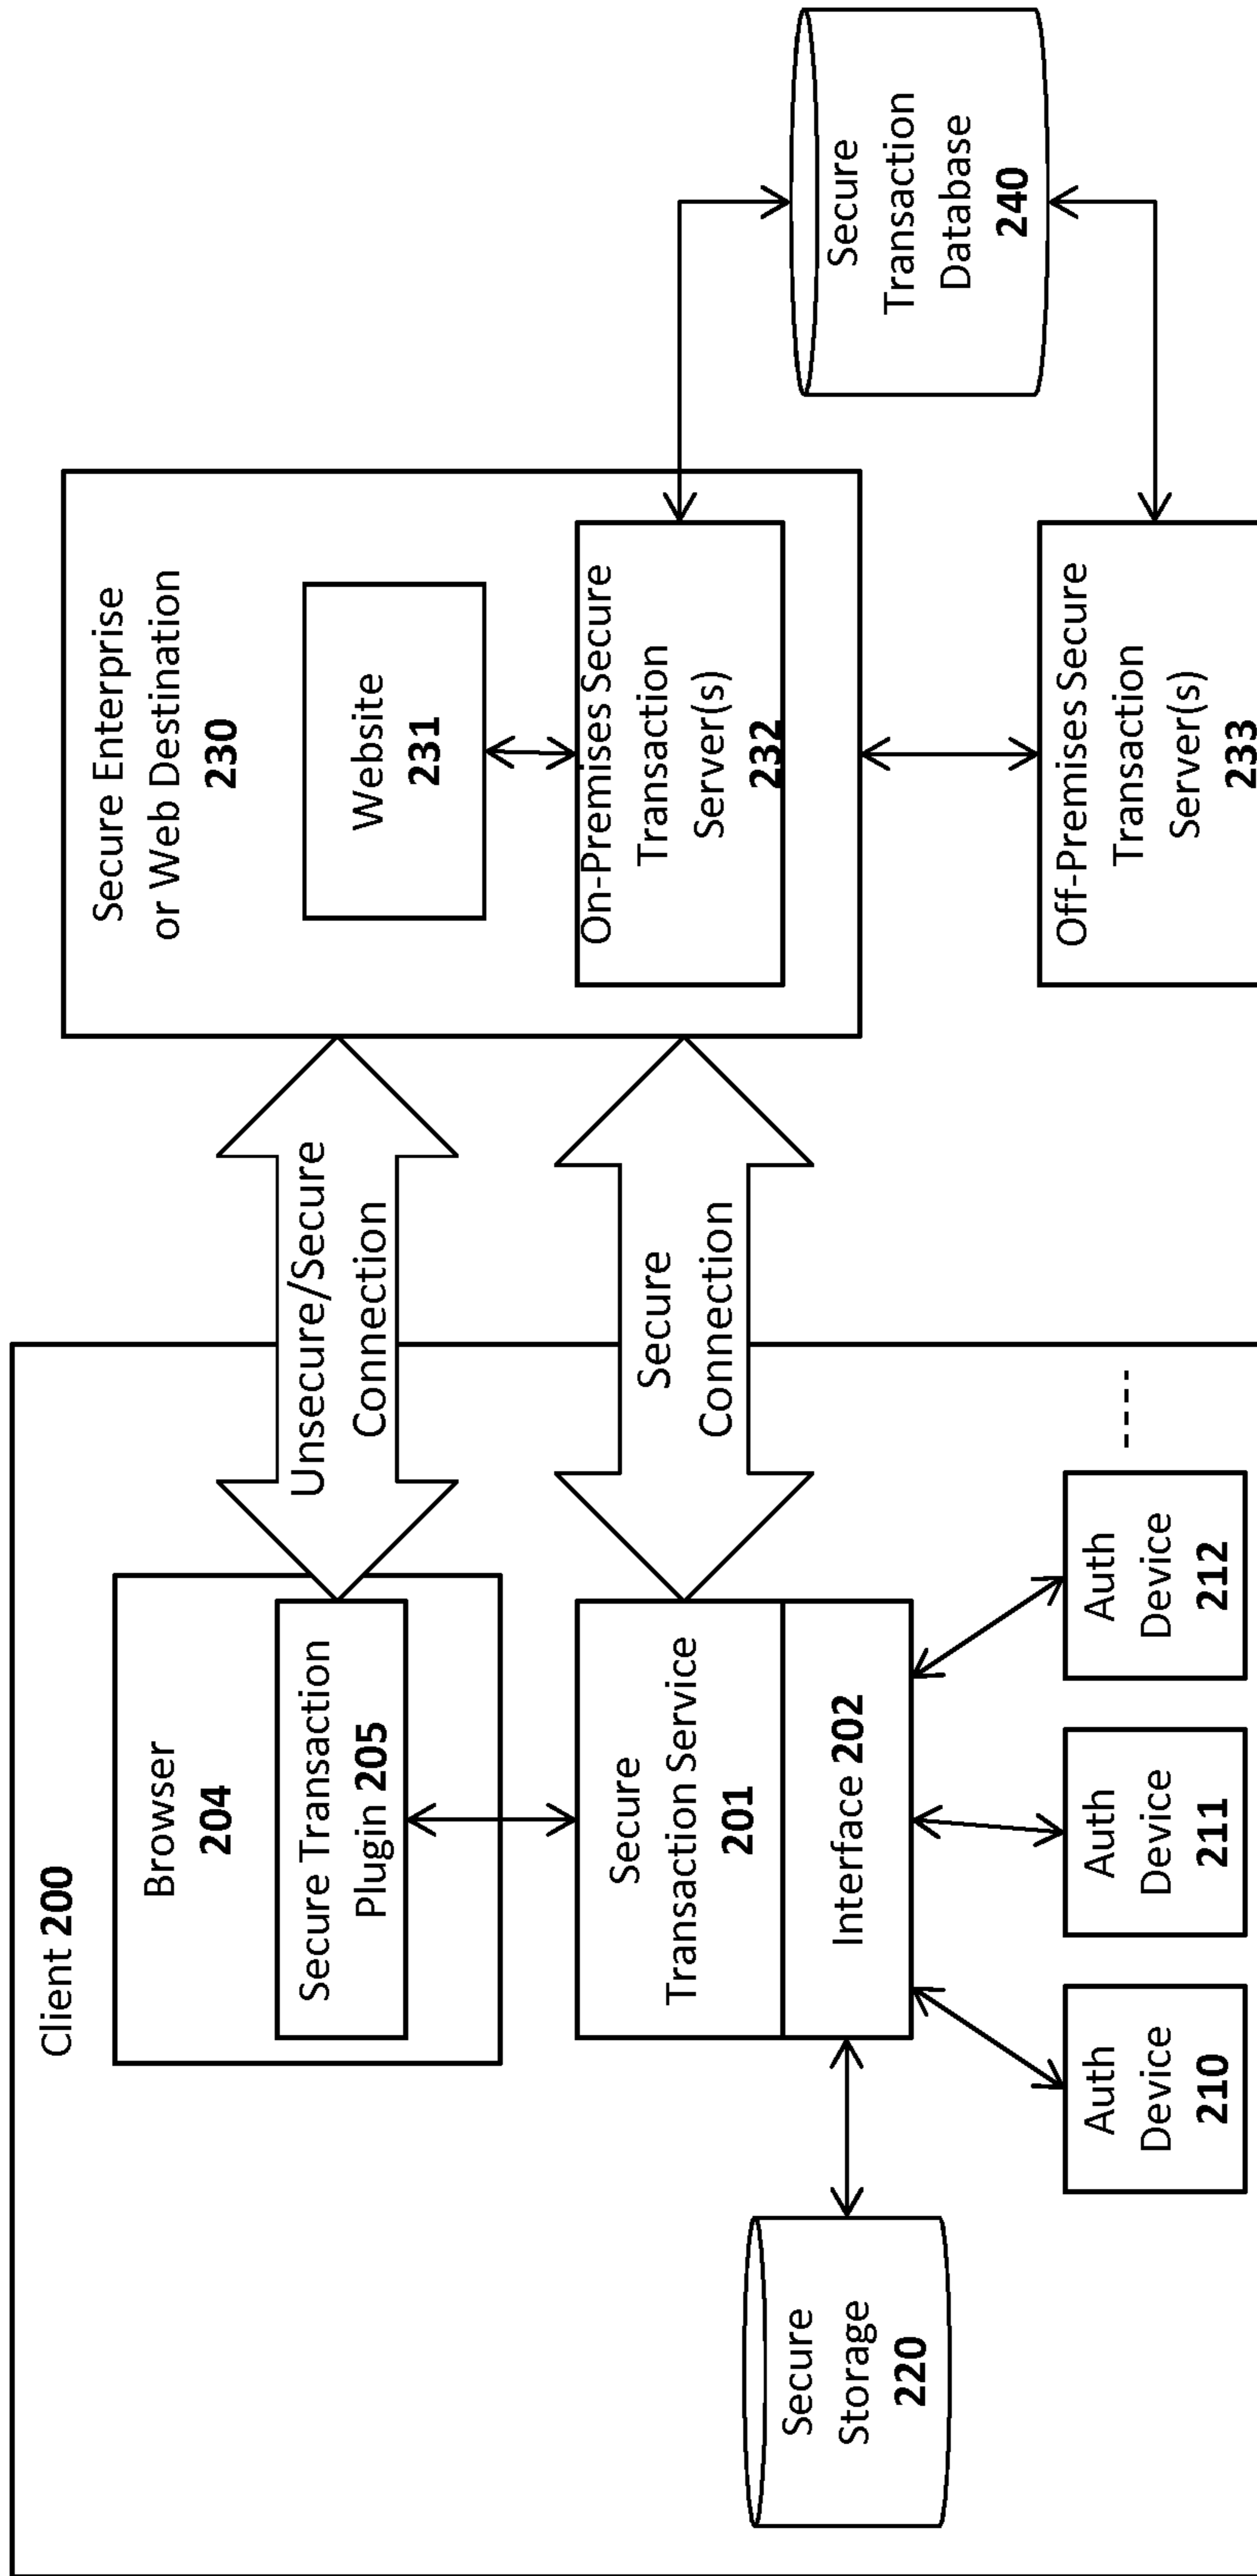 Client 200
Browser
204
Secure Transaction
Plugin 205
Secure
Transaction Service
201
Interface 202
Secure
Storage
220
Auth
Device
210
Auth
Device
211
Auth
Device
212
Unsecure/Secure
Connection
Secure
Connection
Secure Enterprise
or Web Destination
230
Website
231
On-Premises Secure
Transaction
Server(s)
232
Off-Premises Secure
Transaction
Server(s)
233
Secure
Transaction
Database
240